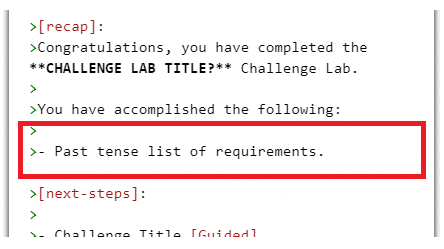 >[recap]:
>Congratulations, you have completed the
**CHALLENGE LAB TITLE?** Challenge Lab.
>
>You have accomplished the following:
>
>- Past tense list of requirements.
>[next-steps]:
>
>- Challenge Title [Guided]